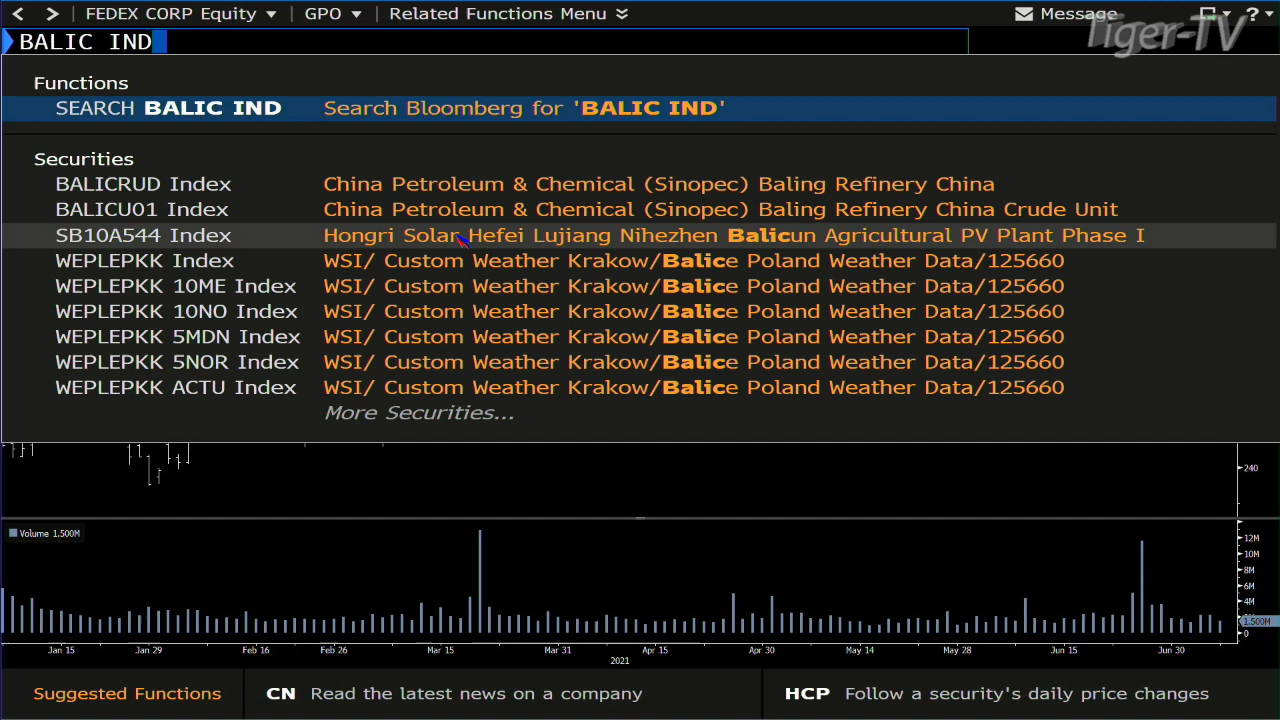 < > FEDEX CORP Equity GPO Related Functions Menu Message ?
Tiger-TV
BALIC IND
Functions
SEARCH BALIC IND Search Bloomberg for 'BALIC IND'
Securities
BALICRUD Index China Petroleum & Chemical (Sinopec) Baling Refinery China
BALICU01 Index China Petroleum & Chemical (Sinopec) Baling Refinery China Crude Unit
SB10A544 Index Hongri Solar Hefei Lujiang Nihezhen Balicun Agricultural PV Plant Phase I
WEPLEPKK Index WSI/ Custom Weather Krakow/Balice Poland Weather Data/125660
WEPLEPKK 10ME Index WSI/ Custom Weather Krakow/Balice Poland Weather Data/125660
WEPLEPKK 10NO Index WSI/ Custom Weather Krakow/Balice Poland Weather Data/125660
WEPLEPKK 5MDN Index WSI/ Custom Weather Krakow/Balice Poland Weather Data/125660
WEPLEPKK 5NOR Index WSI/ Custom Weather Krakow/Balice Poland Weather Data/125660
WEPLEPKK ACTU Index WSI/ Custom Weather Krakow/Balice Poland Weather Data/125660
More Securities...
240
Volume 1.500M
12M
10M
8M
6M
4M
1.500M
0
Jan 15 Jan 29 Feb 16 Feb 26 Mar 15 Mar 31 Apr 15 Apr 30 May 14 May 28 Jun 15 Jun 30
2021
Suggested Functions CN Read the latest news on a company HCP Follow a security's daily price changes